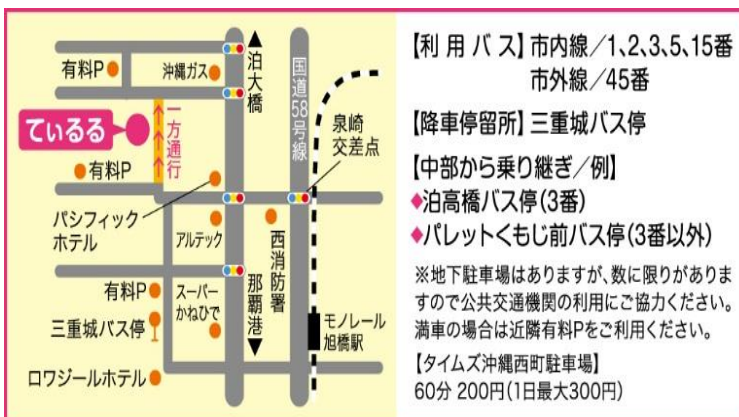 有料P
沖縄ガス
▲泊大橋
国道58号線
ているる
一方通行
泉崎
交差点
有料P
パシフィック
ホテル
アルテック
西消防署
有料P
スーパー
かねひで
那覇港▼
三重城バス停
モノレール
旭橋駅
ロワジールホテル
【利用バス】市内線/1、2、3、5、15番
市外線/45番
【降車停留所】三重城バス停
【中部から乗り継ぎ/例】
◆泊高橋バス停(3番)
◆パレットくもじ前バス停(3番以外)
※地下駐車場はありますが、数に限りがありま
すので公共交通機関の利用にご協力ください。
満車の場合は近隣有料Pをご利用ください。
【タイムズ沖縄西町駐車場】
60分 200円(1日最大300円)